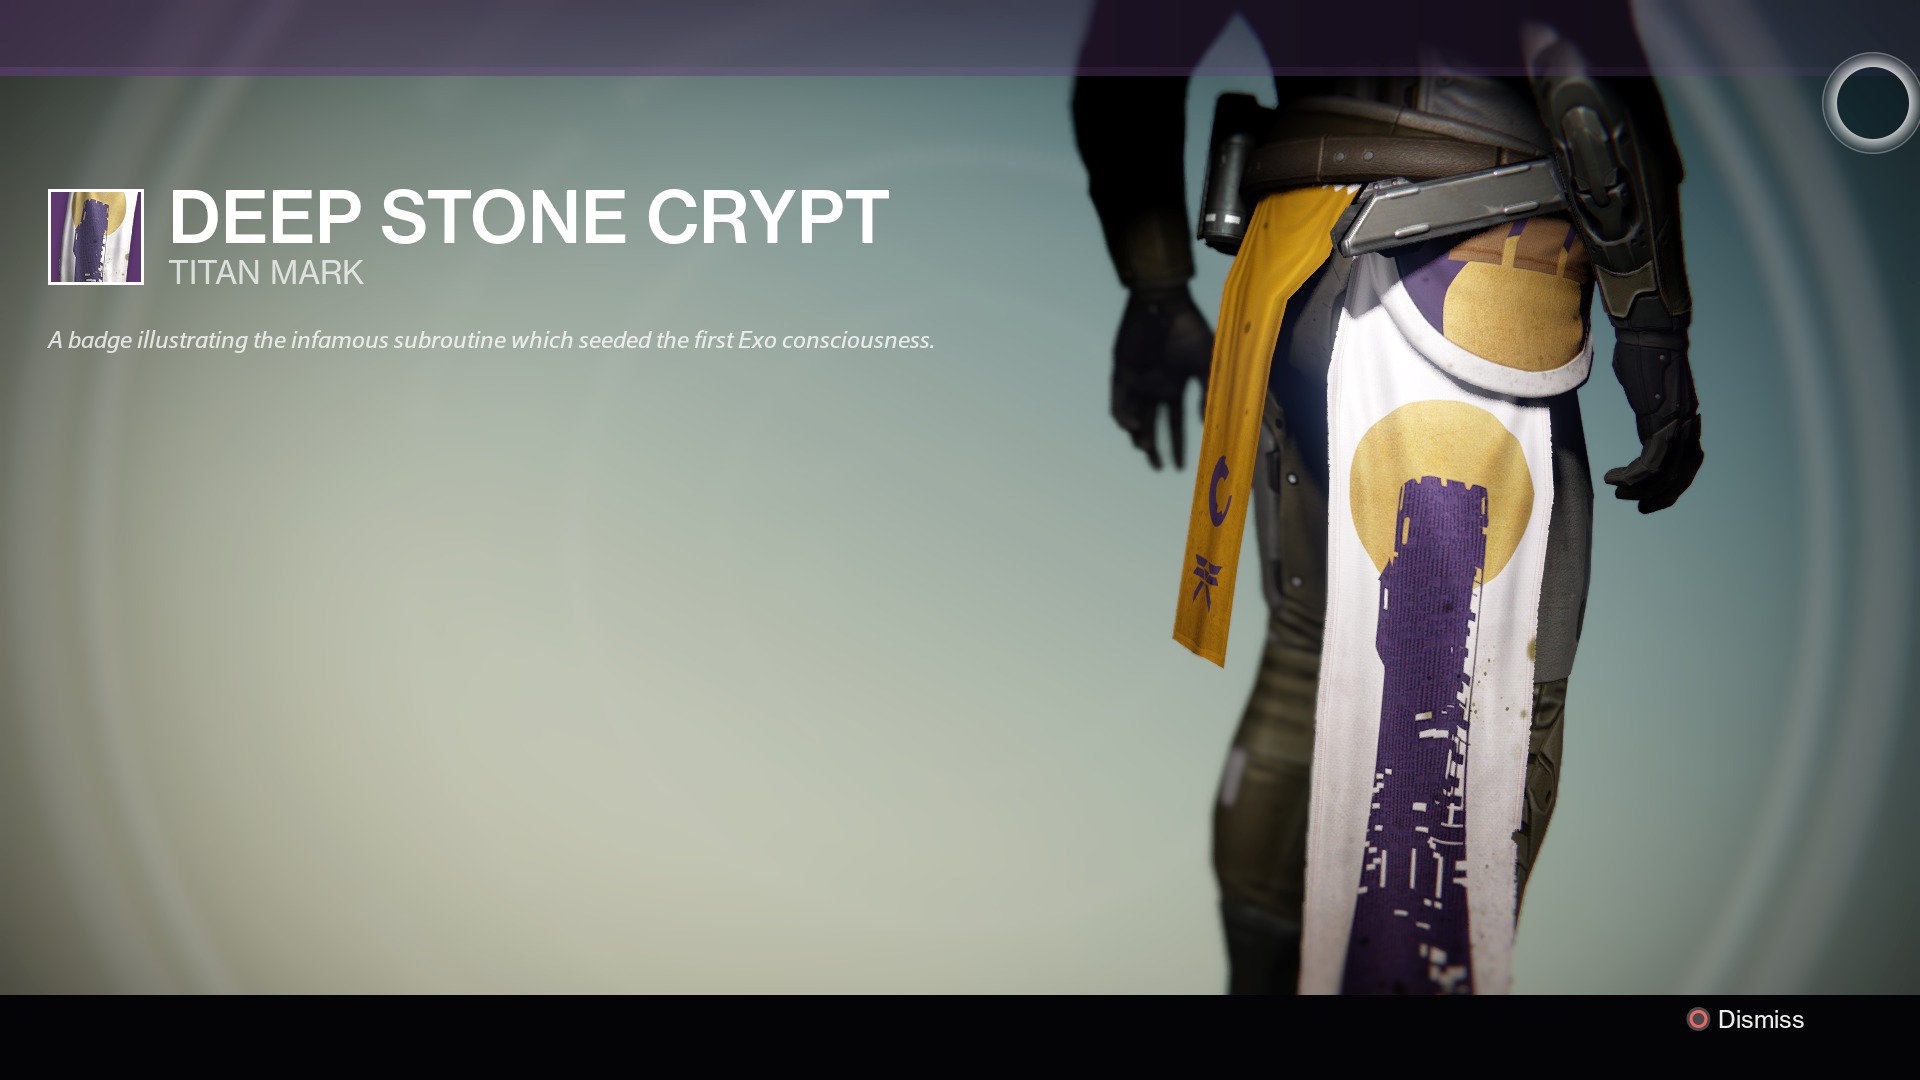 DEEP STONE CRYPT
TITAN MARK
A badge illustrating the infamous subroutine which seeded the first Exo consciousness.
Dismiss